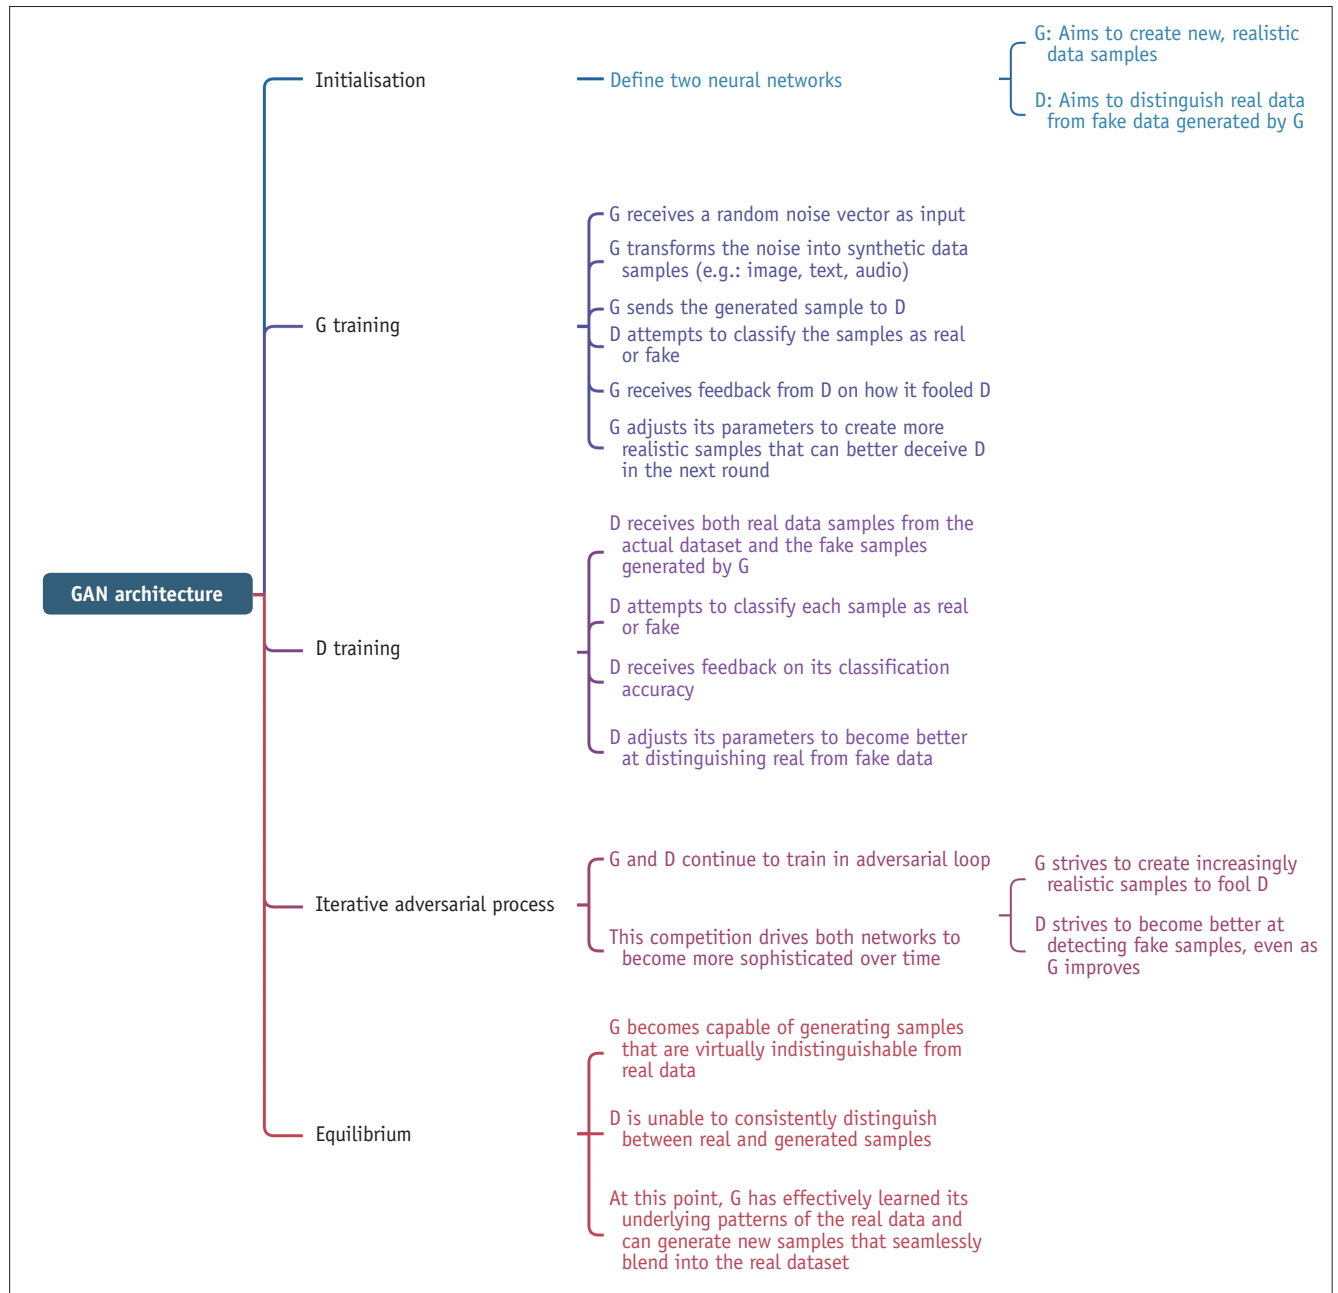 GAN architecture
Initialisation
Define two neural networks
G: Aims to create new, realistic
data samples
D: Aims to distinguish real data
from fake data generated by G
G training
G receives a random noise vector as input
G transforms the noise into synthetic data
samples (e.g.: image, text, audio)
G sends the generated sample to D
D attempts to classify the samples as real
or fake
G receives feedback from D on how it fooled D
G adjusts its parameters to create more
realistic samples that can better deceive D
in the next round
D training
D receives both real data samples from the
actual dataset and the fake samples
generated by G
D attempts to classify each sample as real
or fake
D receives feedback on its classification
accuracy
D adjusts its parameters to become better
at distinguishing real from fake data
Iterative adversarial process
G and D continue to train in adversarial loop
This competition drives both networks to
become more sophisticated over time
G strives to create increasingly
realistic samples to fool D
D strives to become better at
detecting fake samples, even as
G improves
Equilibrium
G becomes capable of generating samples
that are virtually indistinguishable from
real data
D is unable to consistently distinguish
between real and generated samples
At this point, G has effectively learned its
underlying patterns of the real data and
can generate new samples that seamlessly
blend into the real dataset